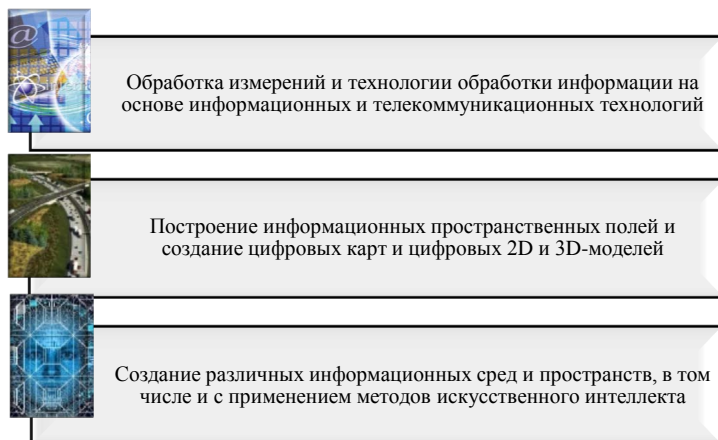 Обработка измерений и технологии обработки информации на
основе информационных и телекоммуникационных технологий
Построение информационных пространственных полей и
создание цифровых карт и цифровых 2D и 3D-моделей
Создание различных информационных сред и пространств, в том
числе и с применением методов искусственного интеллекта